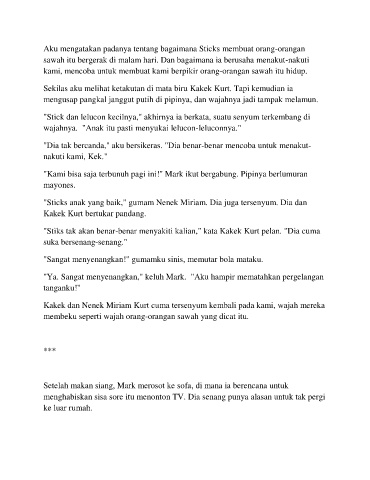 Aku mengatakan padanya tentang bagaimana Sticks membuat orang-orangan
sawah itu bergerak di malam hari. Dan bagaimana ia berusaha menakut-nakuti
kami, mencoba untuk membuat kami berpikir orang-orangan sawah itu hidup.
Sekilas aku melihat ketakutan di mata biru Kakek Kurt. Tapi kemudian ia
mengusap pangkal janggut putih di pipinya, dan wajahnya jadi tampak melamun.
"Stick dan lelucon kecilnya," akhirnya ia berkata, suatu senyum terkembang di
wajahnya.  "Anak itu pasti menyukai lelucon-leluconnya."
"Dia tak bercanda," aku bersikeras. "Dia benar-benar mencoba untuk menakut-
nakuti kami, Kek."
"Kami bisa saja terbunuh pagi ini!" Mark ikut bergabung. Pipinya berlumuran
mayones.
"Sticks anak yang baik," gumam Nenek Miriam. Dia juga tersenyum. Dia dan
Kakek Kurt bertukar pandang.
"Stiks tak akan benar-benar menyakiti kalian," kata Kakek Kurt pelan. "Dia cuma
suka bersenang-senang."
"Sangat menyenangkan!" gumamku sinis, memutar bola mataku.
"Ya. Sangat menyenangkan," keluh Mark.  "Aku hampir mematahkan pergelangan
tanganku!"
Kakek dan Nenek Miriam Kurt cuma tersenyum kembali pada kami, wajah mereka
membeku seperti wajah orang-orangan sawah yang dicat itu.
***
Setelah makan siang, Mark merosot ke sofa, di mana ia berencana untuk
menghabiskan sisa sore itu menonton TV. Dia senang punya alasan untuk tak pergi
ke luar rumah.